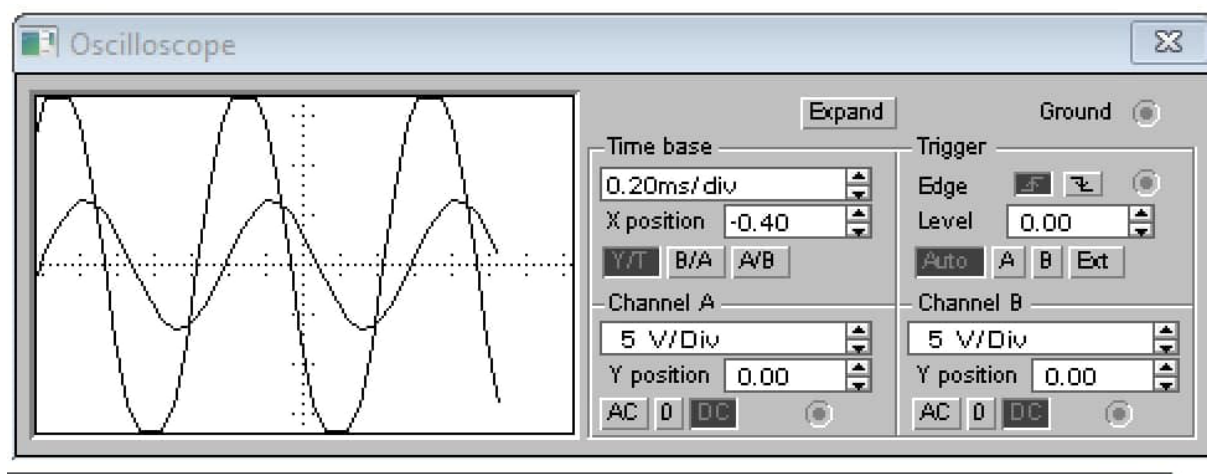 Oscilloscope
Expand
Ground
Time base
0.20ms/div
X position -0.40
Y/T B/A A/B
Trigger
Edge
Level 0.00
Auto A B Ext
Channel A
5 V/Div
Y position 0.00
AC 0 DC
Channel B
5 V/Div
Y position 0.00
AC 0 DC